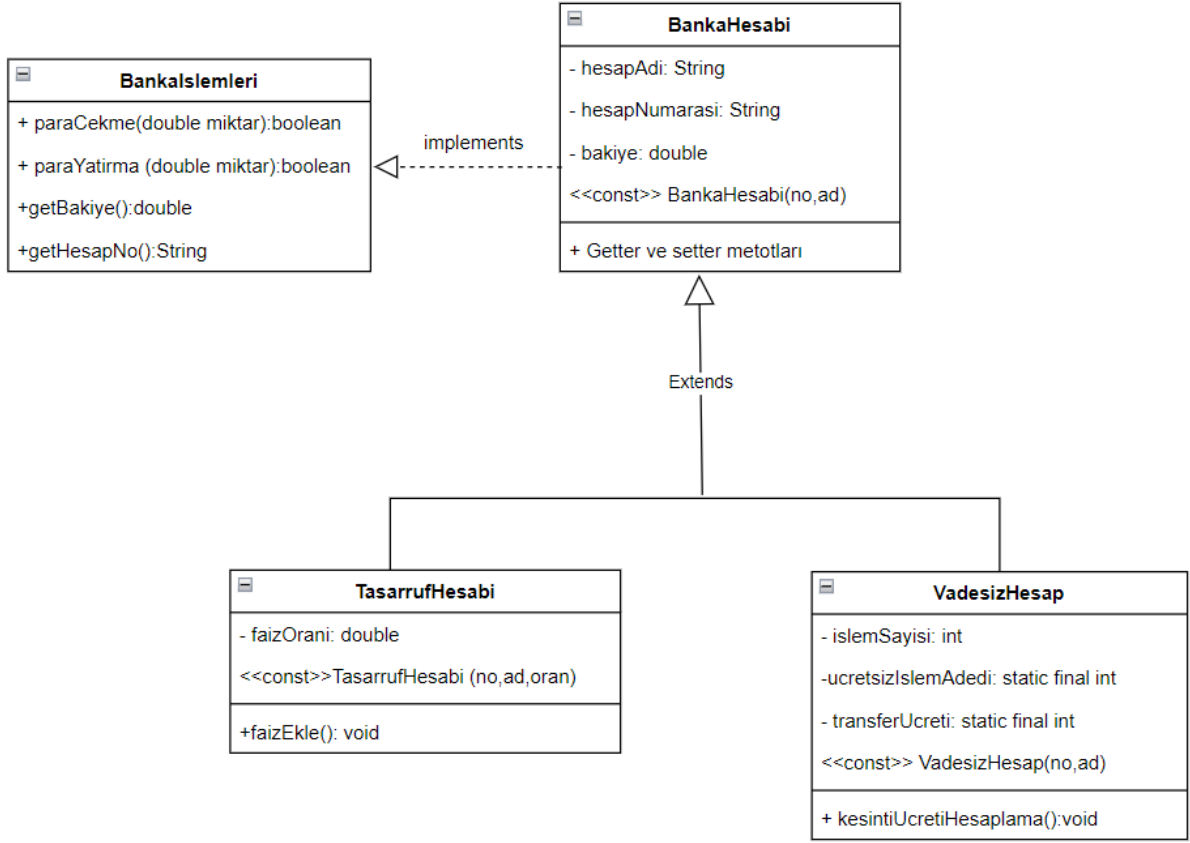 BankaIslemleri
+ paraCekme(double miktar):boolean
+ paraYatirma (double miktar):boolean
+getBakiye():double
+getHesapNo():String
implements
BankaHesabi
- hesapAdi: String
- hesapNumarasi: String
- bakiye: double
<<const>> BankaHesabi(no,ad)
+ Getter ve setter metotları
Extends
TasarrufHesabi
- faizOrani: double
<<const>>TasarrufHesabi (no,ad,oran)
+faizEkle(): void
VadesizHesap
- islemSayisi: int
-ucretsizIslemAdedi: static final int
- transferUcreti: static final int
<<const>> VadesizHesap(no,ad)
+ kesintiUcretiHesaplama():void